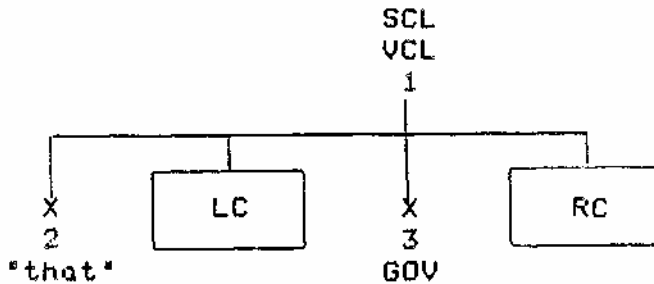 SCL
VCL
1
X LC X RC
2 3
"that" GOV